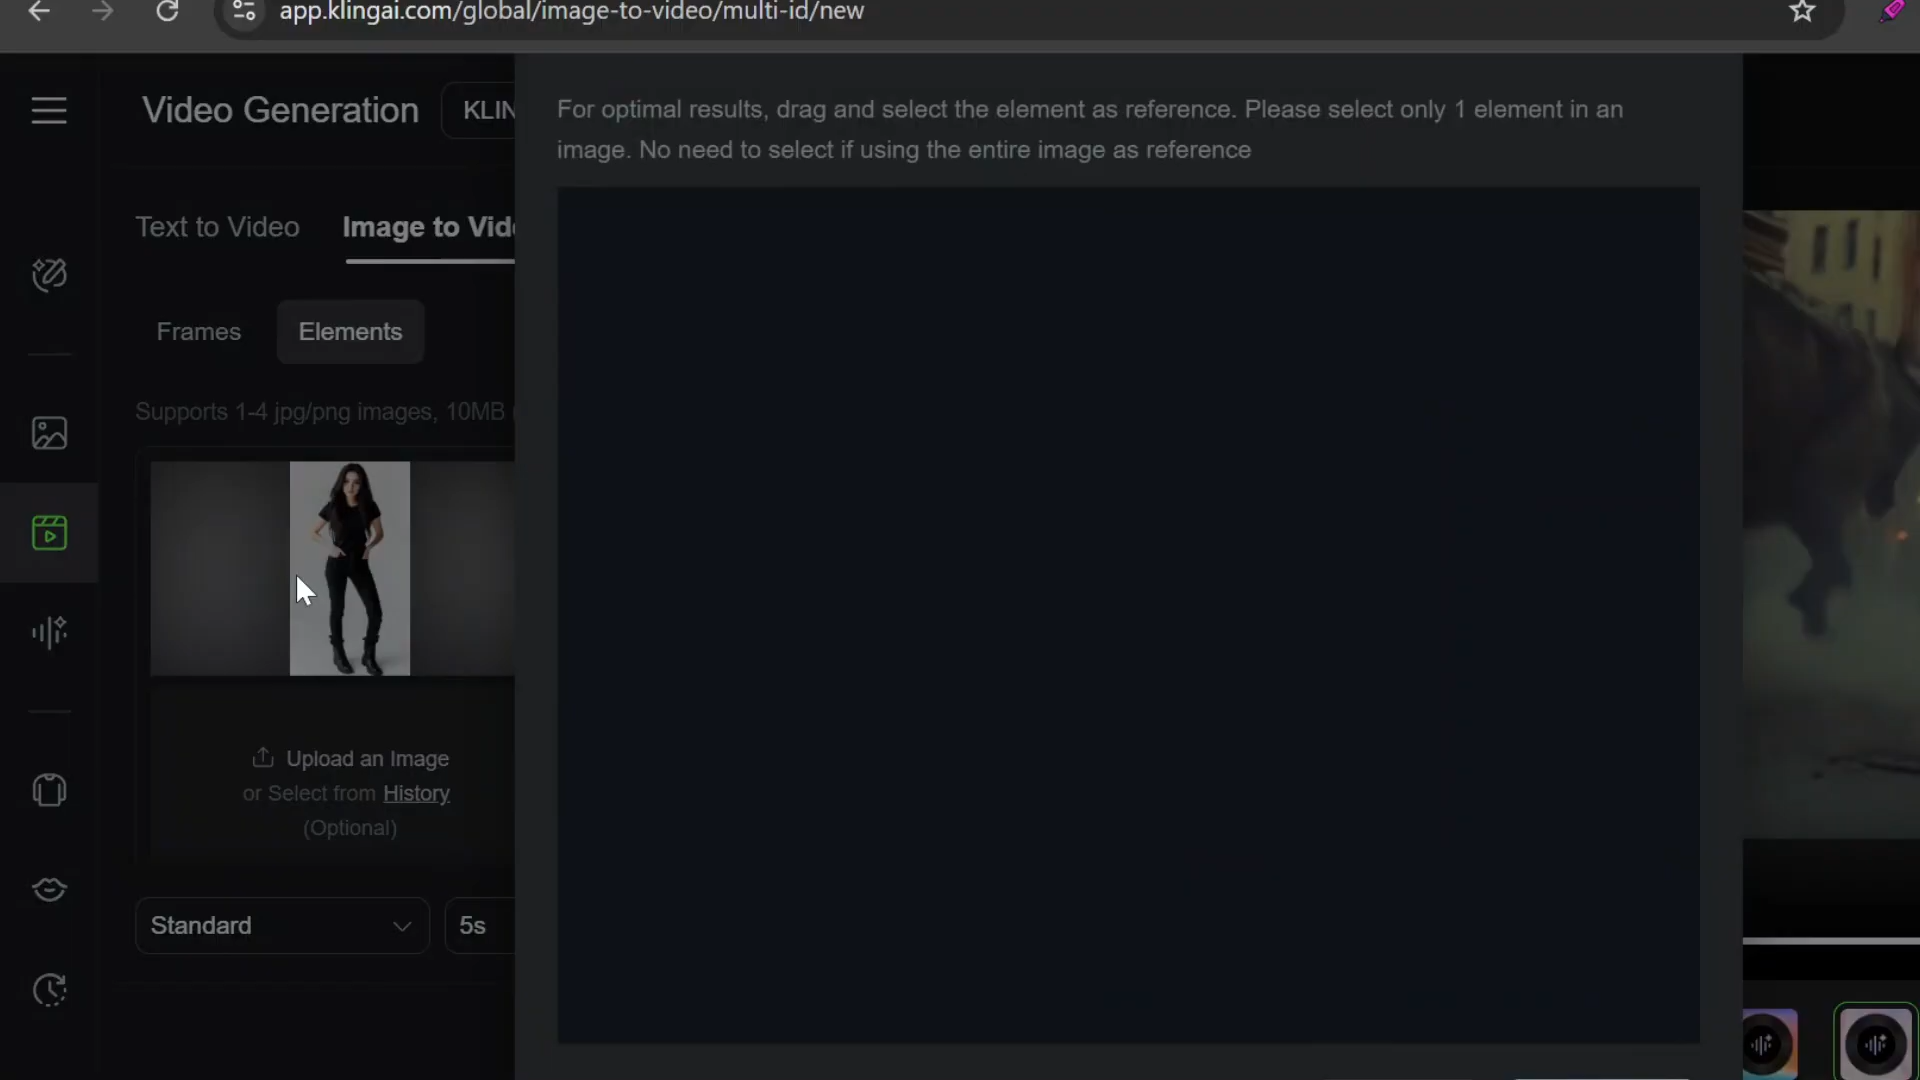 app.klingai.com/global/image-to-video/multi-id/new
Video Generation
KLIN
For optimal results, drag and select the element as reference. Please select only 1 element in an
image. No need to select if using the entire image as reference
Text to Video
Image to Vid
Frames
Elements
Supports 1-4 jpg/png images, 10MB
Upload an Image
or Select from History
(Optional)
Standard
5s